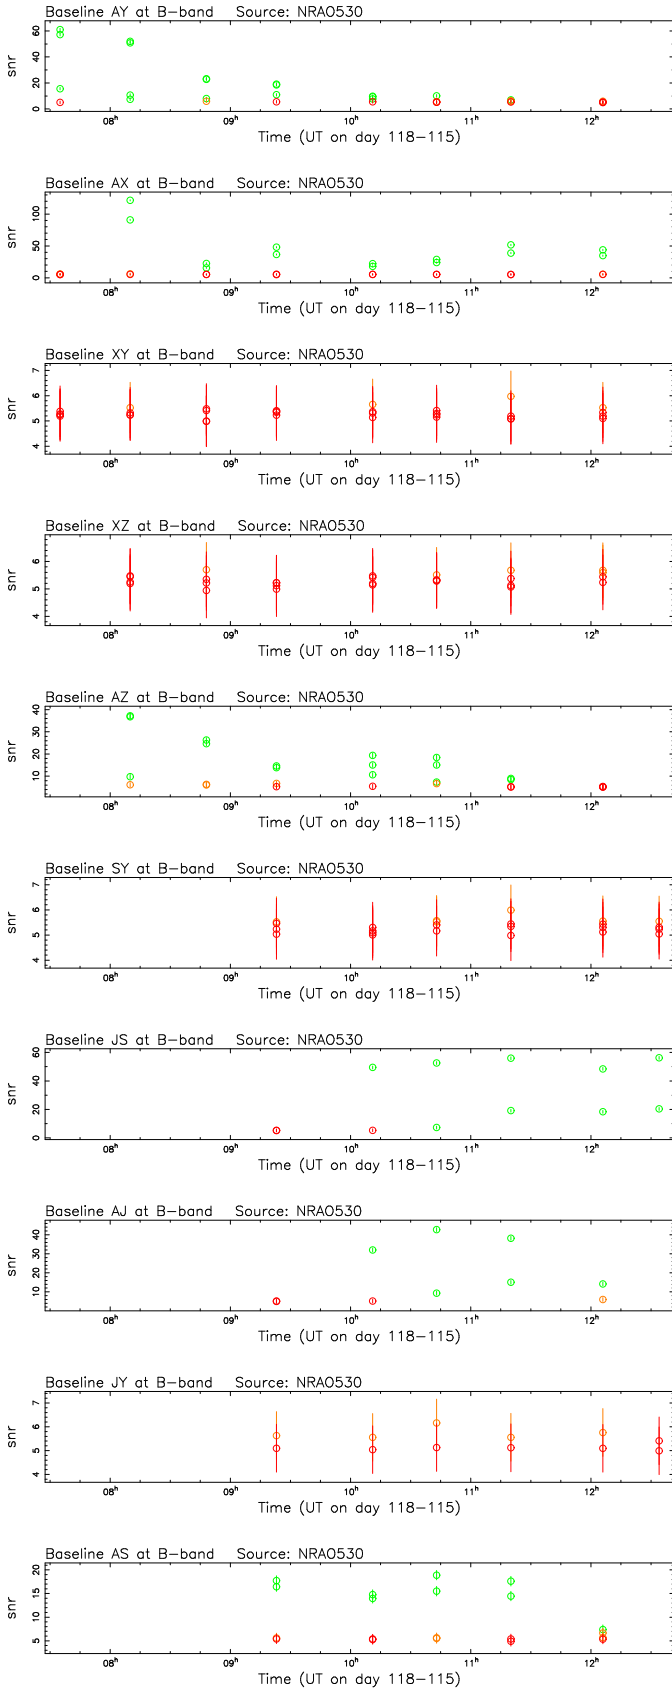 Baseline AY at B-band Source: NRAO530
snr
0 20 40 60
08h 09h 10h 11h 12h
Time (UT on day 118-115)
Baseline AX at B-band Source: NRAO530
snr
0 50 100
08h 09h 10h 11h 12h
Time (UT on day 118-115)
Baseline XY at B-band Source: NRAO530
snr
4 5 6 7
08h 09h 10h 11h 12h
Time (UT on day 118-115)
Baseline XZ at B-band Source: NRAO530
snr
4 5 6
08h 09h 10h 11h 12h
Time (UT on day 118-115)
Baseline AZ at B-band Source: NRAO530
snr
10 20 30 40
08h 09h 10h 11h 12h
Time (UT on day 118-115)
Baseline SY at B-band Source: NRAO530
snr
4 5 6 7
08h 09h 10h 11h 12h
Time (UT on day 118-115)
Baseline JS at B-band Source: NRAO530
snr
0 20 40 60
08h 09h 10h 11h 12h
Time (UT on day 118-115)
Baseline AJ at B-band Source: NRAO530
snr
10 20 30 40
08h 09h 10h 11h 12h
Time (UT on day 118-115)
Baseline JY at B-band Source: NRAO530
snr
4 5 6 7
08h 09h 10h 11h 12h
Time (UT on day 118-115)
Baseline AS at B-band Source: NRAO530
snr
5 10 15 20
08h 09h 10h 11h 12h
Time (UT on day 118-115)